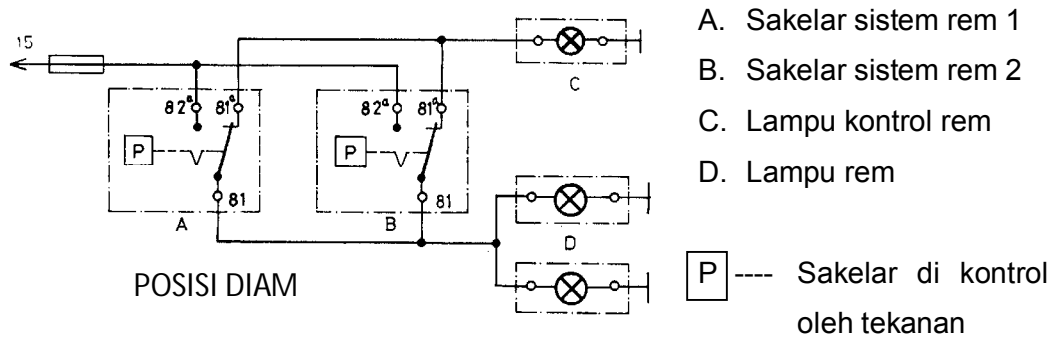 15
82a 81a
82a 81a
P
P
81
81
A
B
C
D
POSISI DIAM
A. Sakelar sistem rem 1
B. Sakelar sistem rem 2
C. Lampu kontrol rem
D. Lampu rem
P ---- Sakelar di kontrol
oleh tekanan